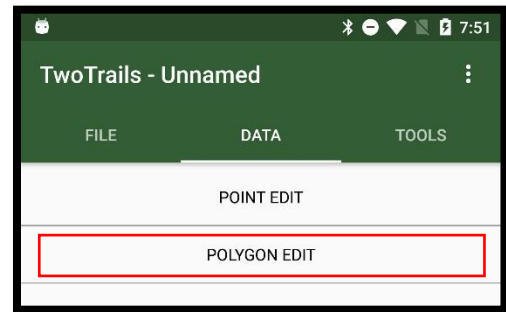 7:51
TwoTrails - Unnamed
FILE DATA TOOLS
POINT EDIT
POLYGON EDIT